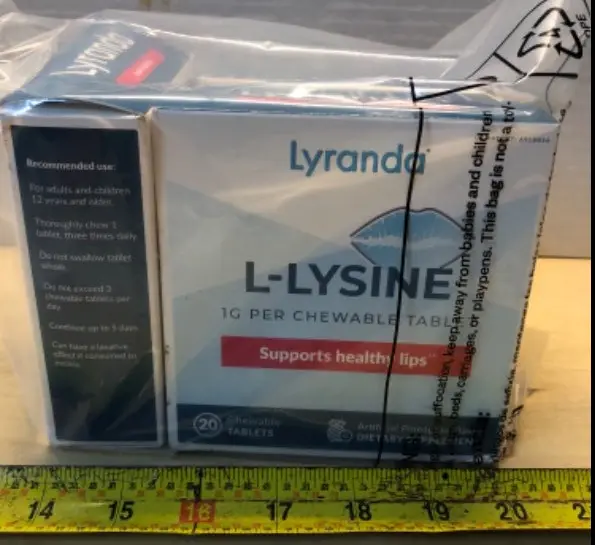 Lyranda
Recommended use:
For adults and children
12 years and older.
Thoroughly chew 1
tablet, three times daily.
Do not swallow tablet
whole.
Do not exceed 3
chewable tablets per
day.
Continue up to 5 days.
Can have a laxative
effect if consumed in
excess.
Lyranda
L-LYSINE
1G PER CHEWABLE TABL
Supports healthy lips
20 Chewable
TABLETS
Artificial
DIETARY SUPPLEMENT
suffocation, keep away from babies and children
beds, carriages, or playpens. This bag is not a toy.
14 15 16 17 18 19 20 2